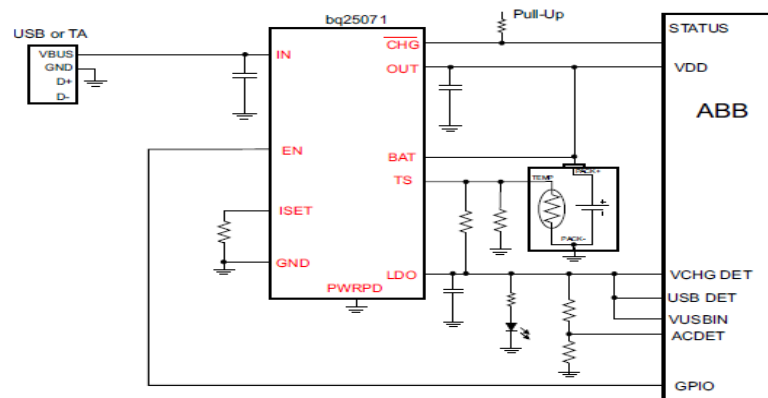 bq25071
Pull-Up
USB or TA
VBUS
GND
D+
D-
IN
CHG
OUT
EN
BAT
TS
ISET
GND
LDO
PWRPD
TEMP
PACK+
+
PACK-
STATUS
VDD
ABB
VCHG DET
USB DET
VUSBIN
ACDET
GPIO